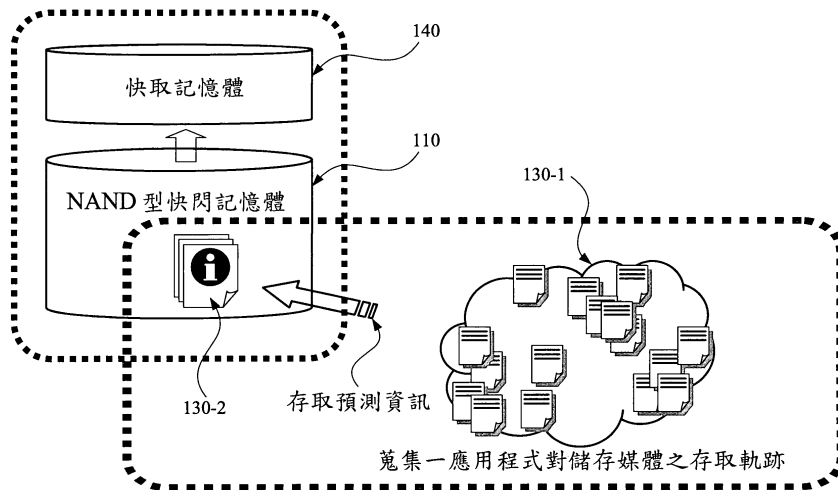 140
快取記憶體
110
130-1
NAND 型快閃記憶體
130-2
存取預測資訊
蒐集一應用程式對儲存媒體之存取軌跡